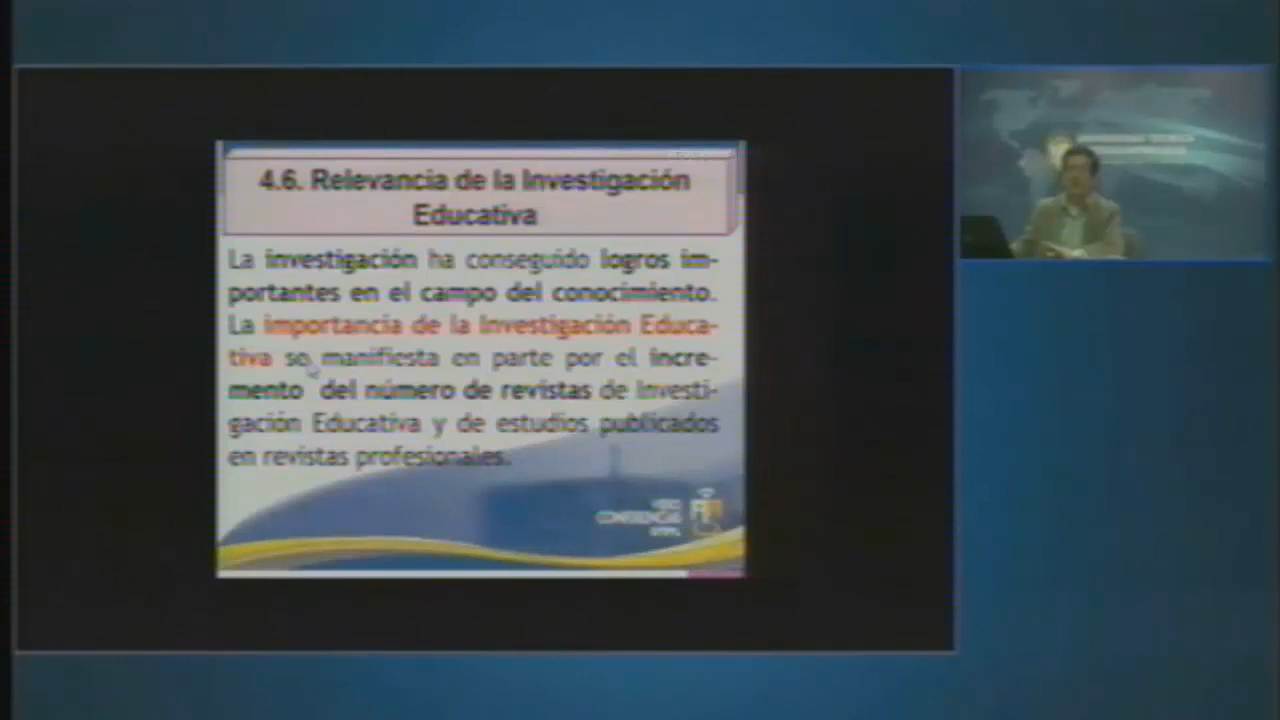 4.6. Relevancia de la Investigación
Educativa
La investigación ha conseguido logros im-
portantes en el campo del conocimiento.
La importancia de la Investigación Educa-
tiva se manifiesta en parte por el incre-
mento del número de revistas de Investi-
gación Educativa y de estudios publicados
en revistas profesionales.